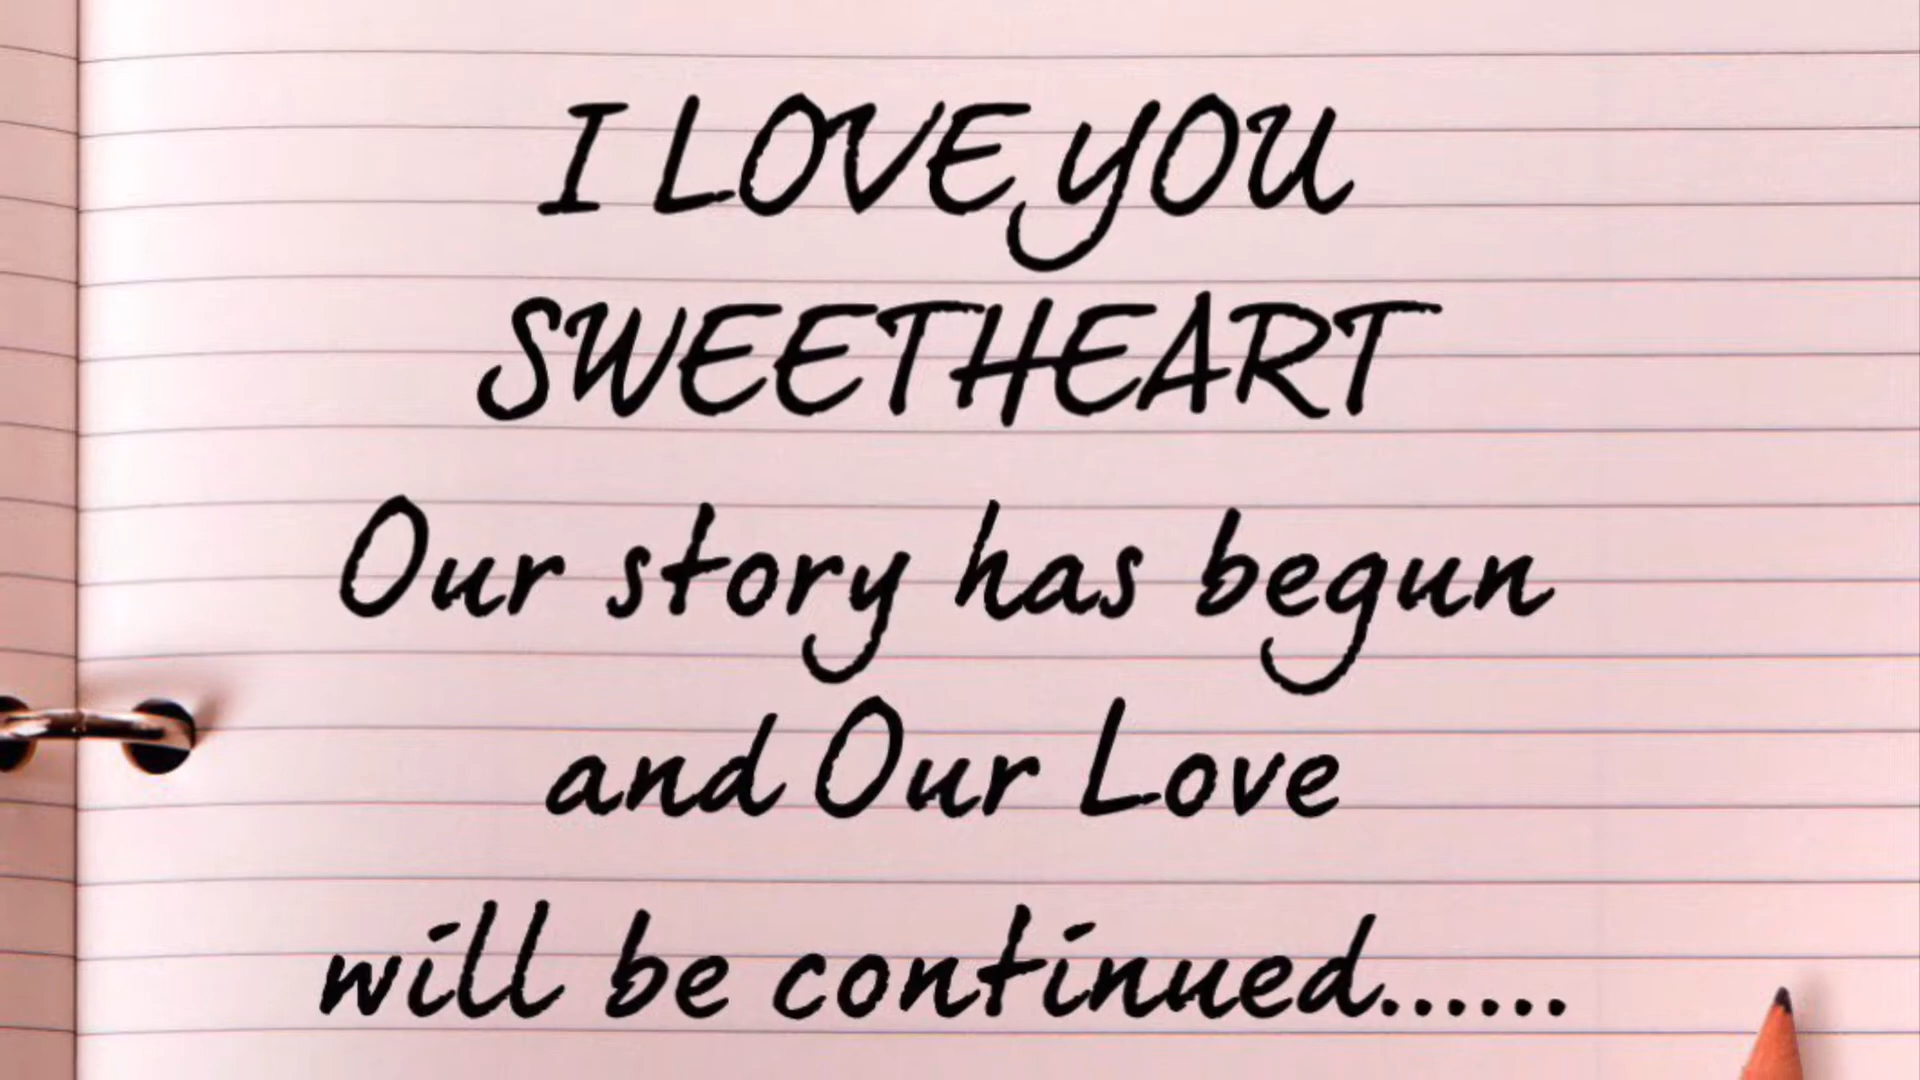 I LOVE YOU
SWEETHEART
Our story has begun
and Our Love
will be continued......